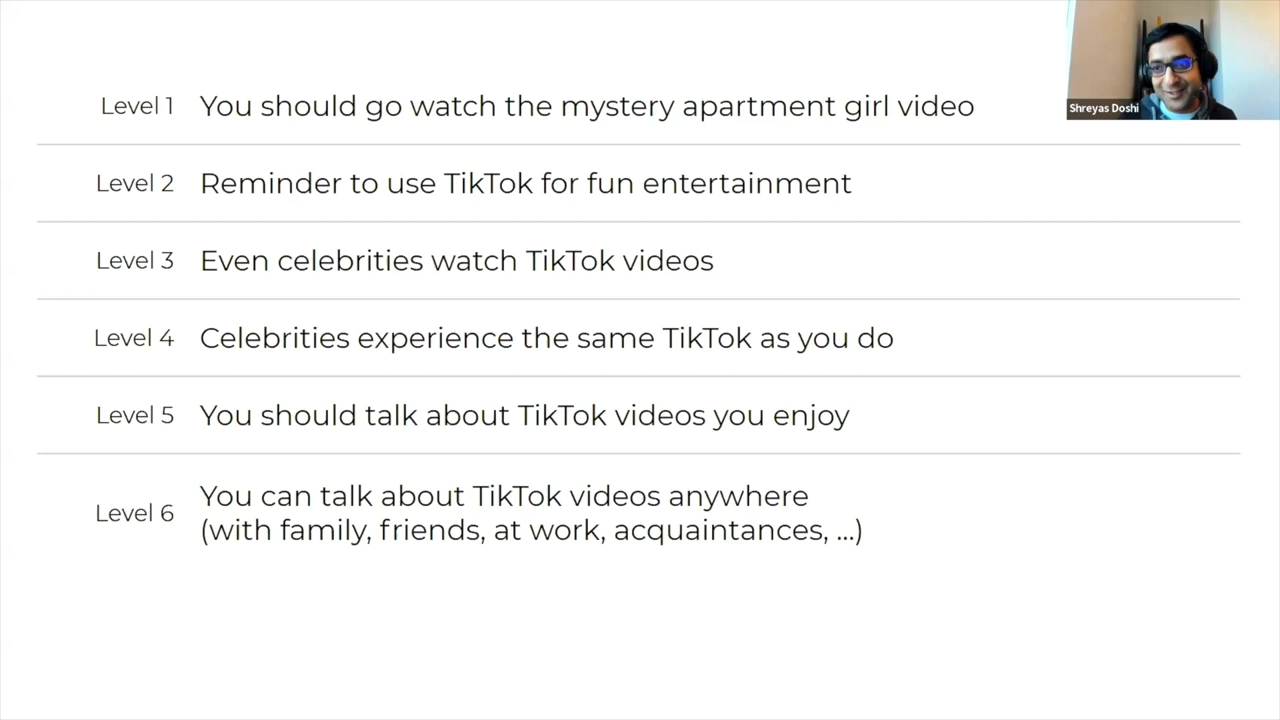 Level 1 You should go watch the mystery apartment girl video
Shreyas Doshi
Level 2 Reminder to use TikTok for fun entertainment
Level 3 Even celebrities watch TikTok videos
Level 4 Celebrities experience the same TikTok as you do
Level 5 You should talk about TikTok videos you enjoy
Level 6 You can talk about TikTok videos anywhere
(with family, friends, at work, acquaintances, ...)